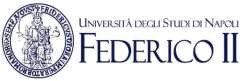 UNIVERSITÀ DEGLI STUDI DI NAPOLI
FEDERICO II